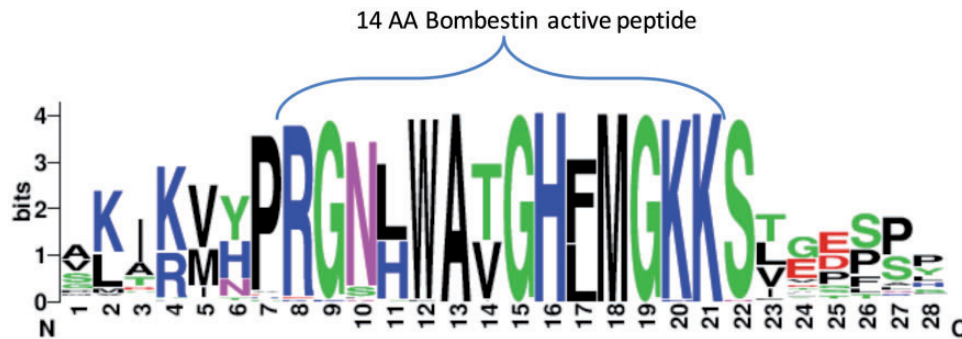 14 AA Bombestin active peptide
bits
4
3
2
1
0
A K I K V Y P R G N L W A T G H F M G K K S T G E S P P
S L A R M H H V L L E D P S Y
T N V P F
N 1 2 3 4 5 6 7 8 9 10 11 12 13 14 15 16 17 18 19 20 21 22 23 24 25 26 27 28 C